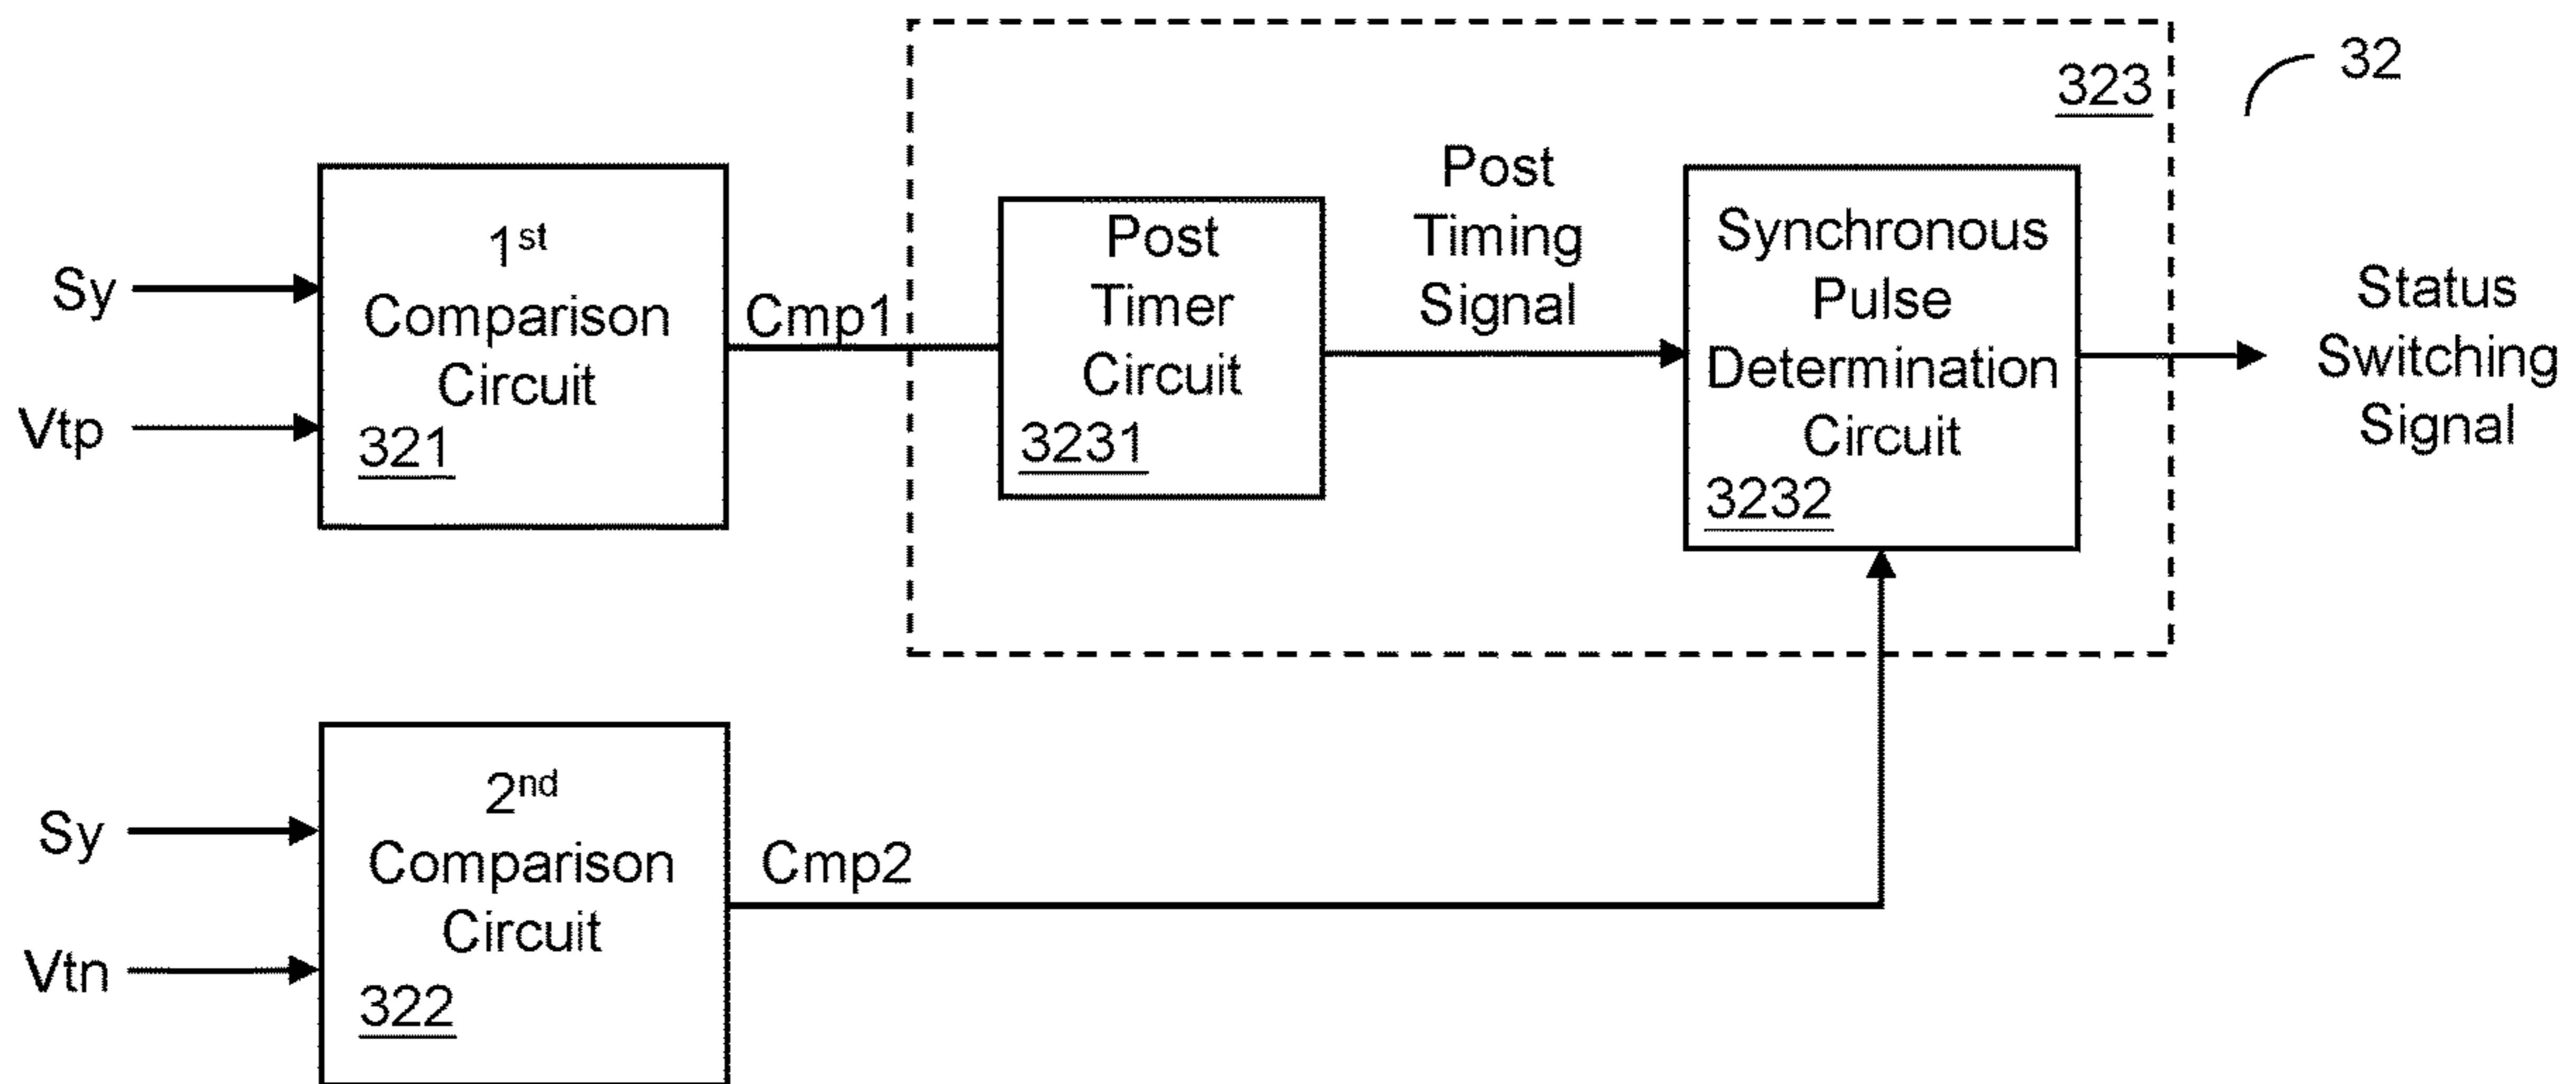 32
323
Sy
Vtp
1st
Comparison
Circuit
321
Cmp1
Post
Timer
Circuit
3231
Post
Timing
Signal
Synchronous
Pulse
Determination
Circuit
3232
Status
Switching
Signal
Sy
Vtn
2nd
Comparison
Circuit
322
Cmp2